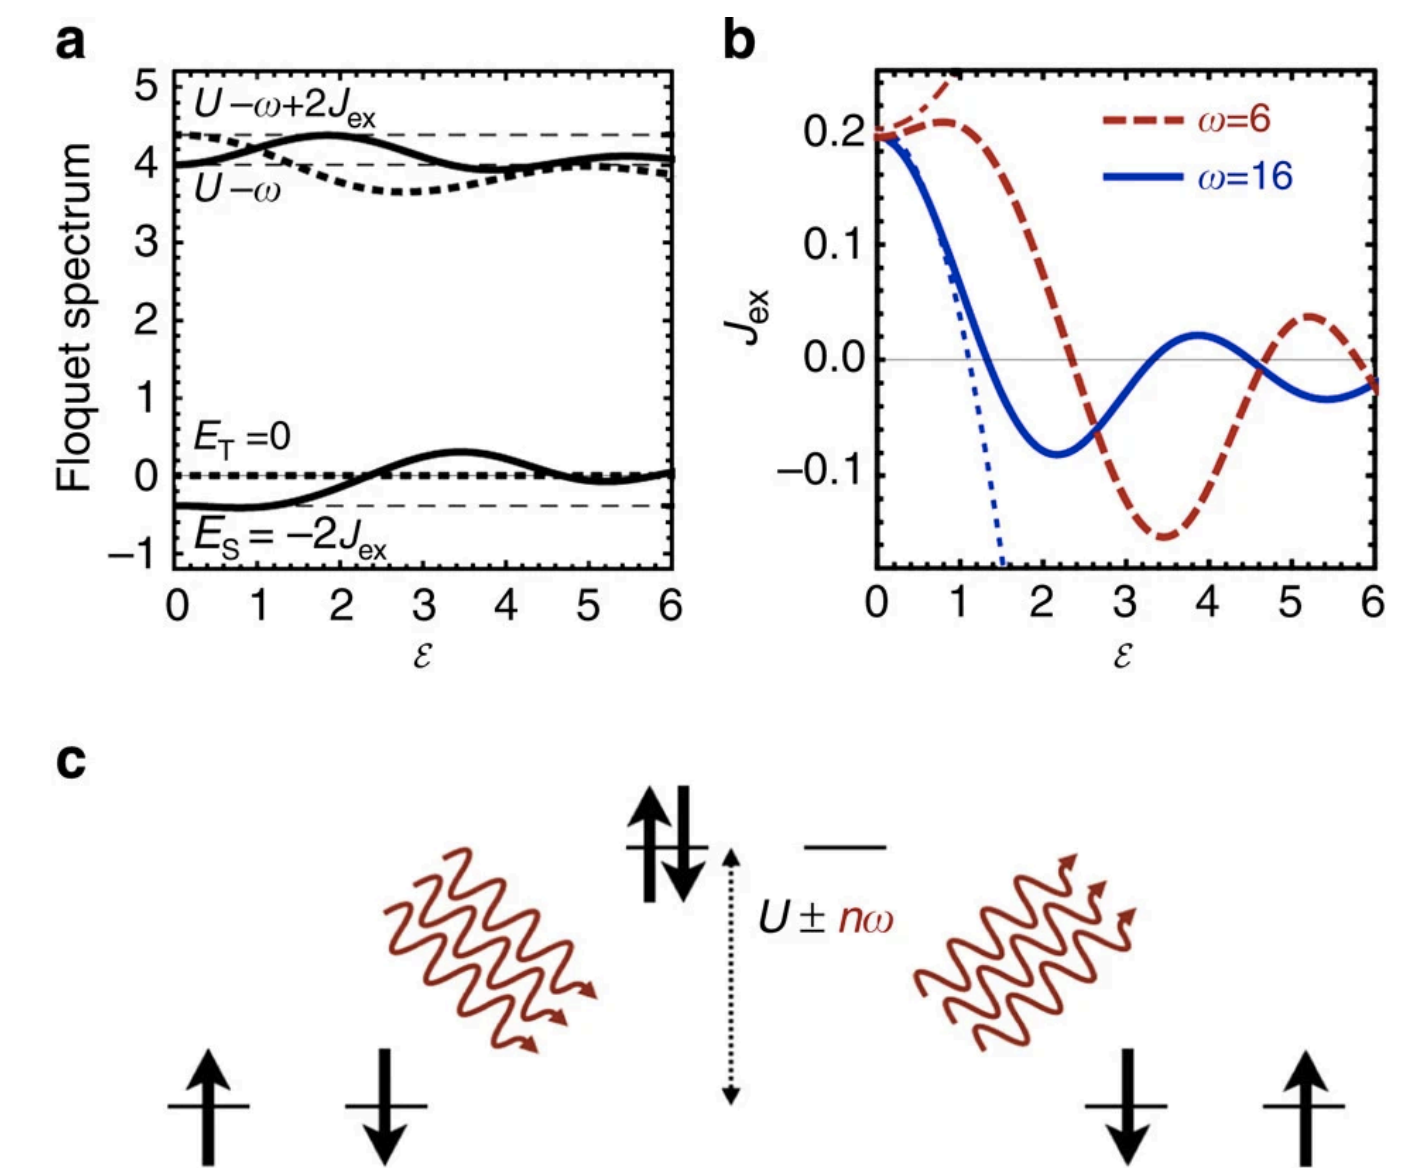 a
5
4
3
2
1
0
−1
Floquet spectrum
U −ω+2Jex
U −ω
ET =0
ES = −2Jex
0 1 2 3 4 5 6
ℰ
b
0.2
0.1
0.0
−0.1
Jex
ω=6
ω=16
0 1 2 3 4 5 6
ℰ
c
U ± nω